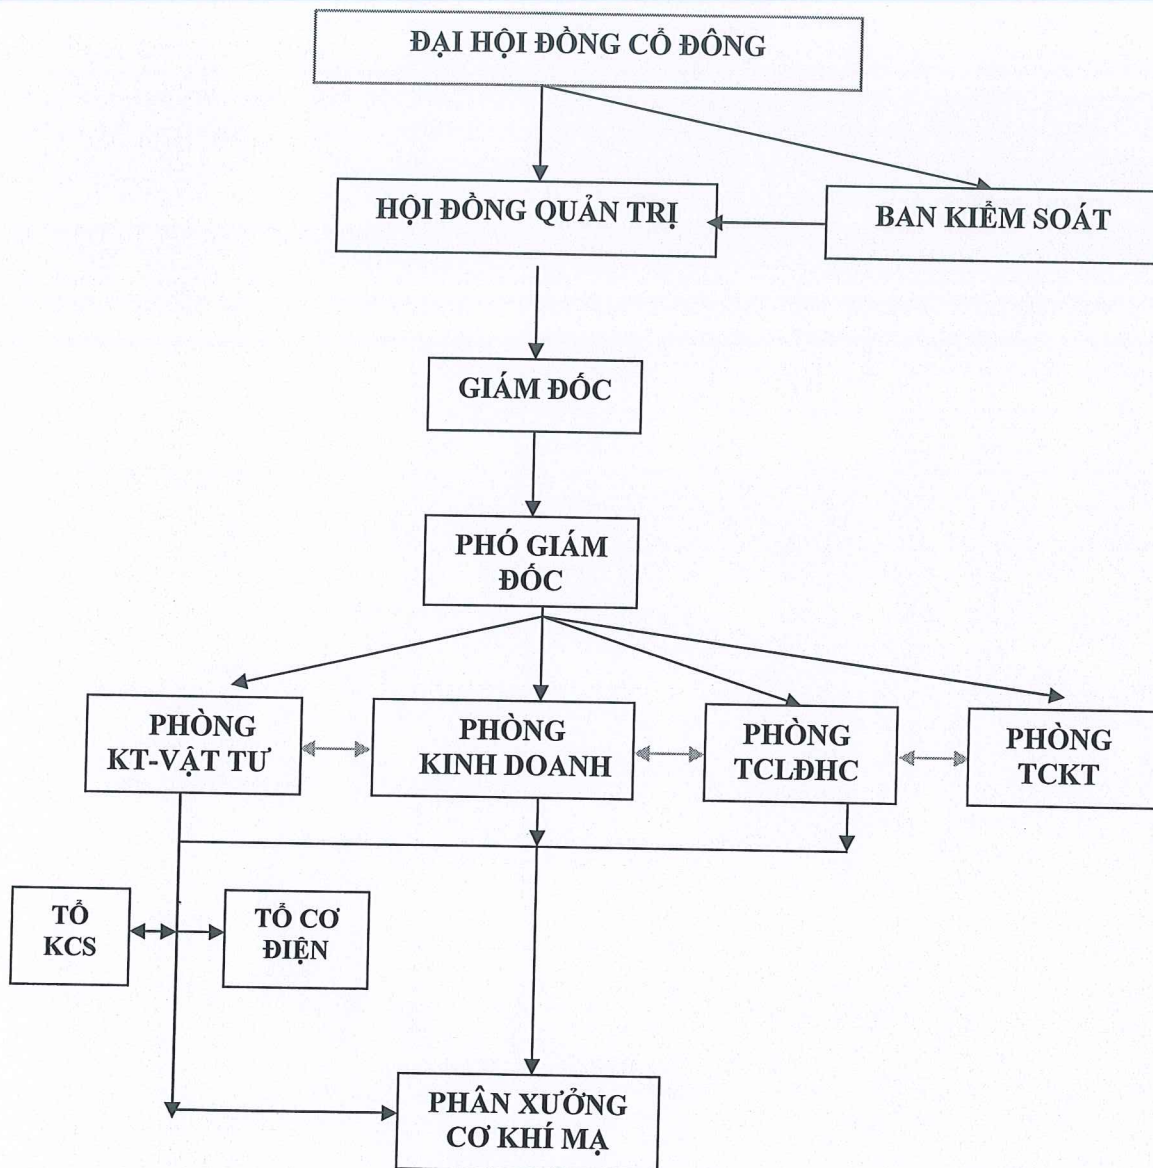 ĐẠI HỘI ĐỒNG CỔ ĐÔNG
HỘI ĐỒNG QUẢN TRỊ
BAN KIỂM SOÁT
GIÁM ĐỐC
PHÓ GIÁM
ĐỐC
PHÒNG
KT-VẬT TƯ
PHÒNG
KINH DOANH
PHÒNG
TCLĐHC
PHÒNG
TCKT
TỔ
KCS
TỔ CƠ
ĐIỆN
PHÂN XƯỞNG
CƠ KHÍ MẠ